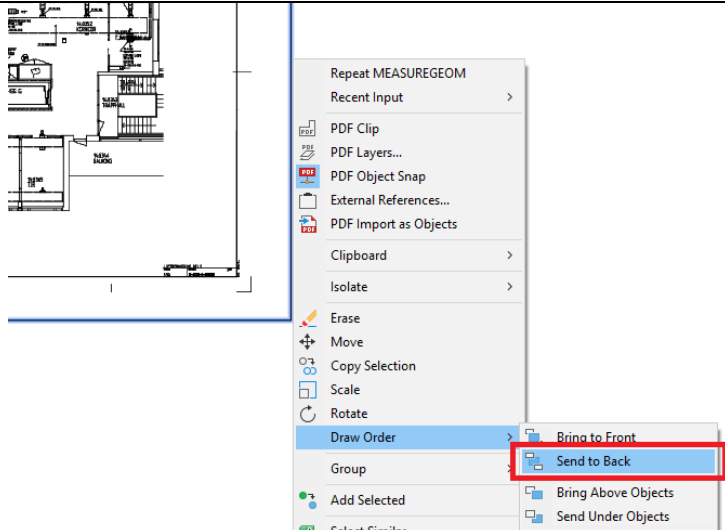 Repeat MEASUREGEOM
Recent Input
PDF Clip
PDF Layers...
PDF Object Snap
External References...
PDF Import as Objects
Clipboard
Isolate
Erase
Move
Copy Selection
Scale
Rotate
Draw Order
Group
Add Selected
Select Similar
Bring to Front
Send to Back
Bring Above Objects
Send Under Objects